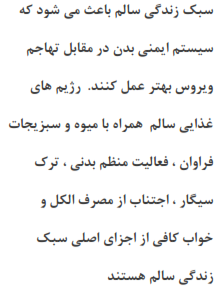 سبک زندگی سالم باعث می شود که
سیستم ایمنی بدن در مقابل تهاجم
ویروس بهتر عمل کنند. رژیم های
غذایی سالم همراه با میوه و سبزیجات
فراوان ، فعالیت منظم بدنی ، ترک
سیگار ، اجتناب از مصرف الکل و
خواب کافی از اجزای اصلی سبک
زندگی سالم هستند